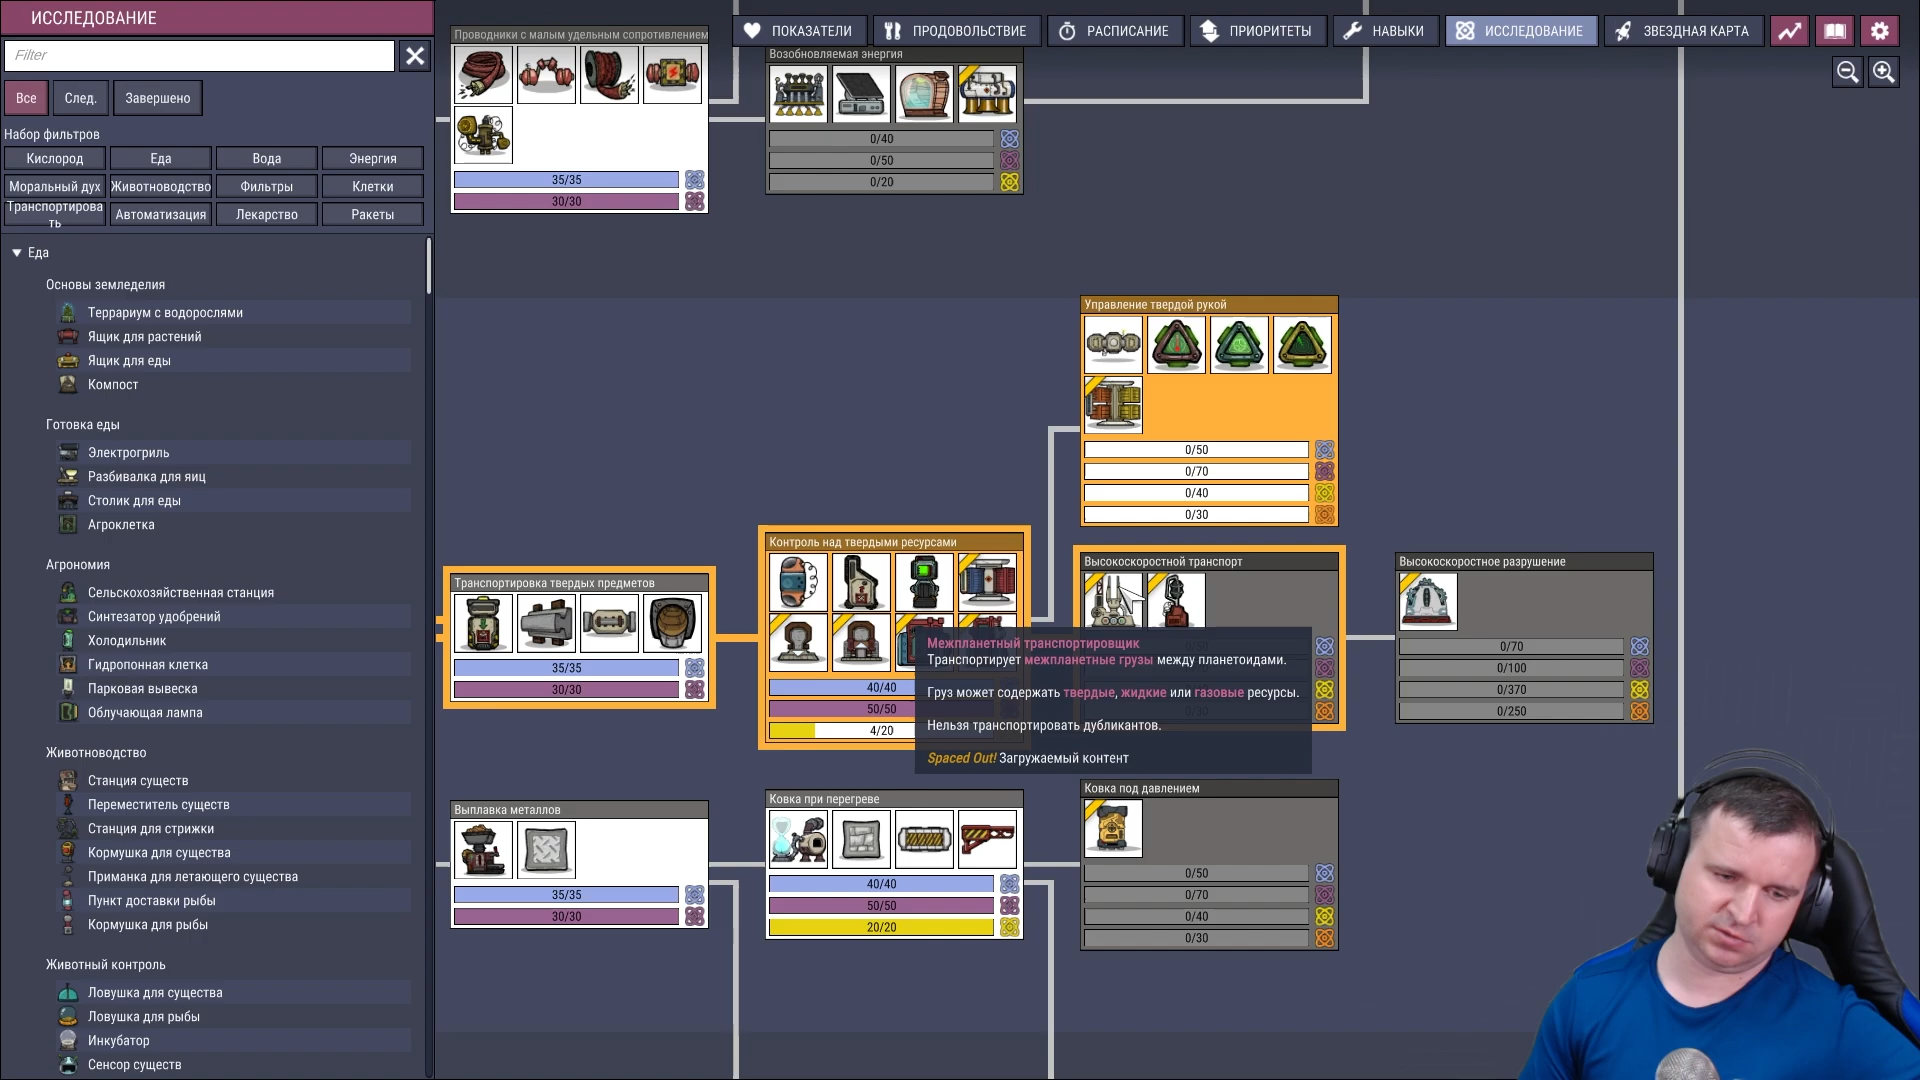 ИССЛЕДОВАНИЕ
Filter
Все
След.
Завершено
Набор фильтров
Кислород
Еда
Вода
Энергия
Моральный дух
Животноводство
Фильтры
Клетки
Транспортирова
ть
Автоматизация
Лекарство
Ракеты
Еда
Основы земледелия
Террариум с водорослями
Ящик для растений
Ящик для еды
Компост
Готовка еды
Электрогриль
Разбивалка для яиц
Столик для еды
Агроклетка
Агрономия
Сельскохозяйственная станция
Синтезатор удобрений
Холодильник
Гидропонная клетка
Парковая вывеска
Облучающая лампа
Животноводство
Станция существ
Переместитель существ
Станция для стрижки
Кормушка для существа
Приманка для летающего существа
Пункт доставки рыбы
Кормушка для рыбы
Животный контроль
Ловушка для существа
Ловушка для рыбы
Инкубатор
Сенсор существ
ПОКАЗАТЕЛИ
ПРОДОВОЛЬСТВИЕ
РАСПИСАНИЕ
ПРИОРИТЕТЫ
НАВЫКИ
ИССЛЕДОВАНИЕ
ЗВЕЗДНАЯ КАРТА
Проводники с малым удельным сопротивлением
35/35
30/30
Возобновляемая энергия
0/40
0/50
0/20
Управление твердой рукой
0/50
0/70
0/40
0/30
Транспортировка твердых предметов
35/35
30/30
Контроль над твердыми ресурсами
40/40
50/50
4/20
Высокоскоростной транспорт
Межпланетный транспортировщик
Транспортирует межпланетные грузы между планетоидами.
Груз может содержать твердые, жидкие или газовые ресурсы.
Нельзя транспортировать дубликантов.
Spaced Out! Загружаемый контент
Высокоскоростное разрушение
0/70
0/100
0/370
0/250
Выплавка металлов
35/35
30/30
Ковка при перегреве
40/40
50/50
20/20
Ковка под давлением
0/50
0/70
0/40
0/30